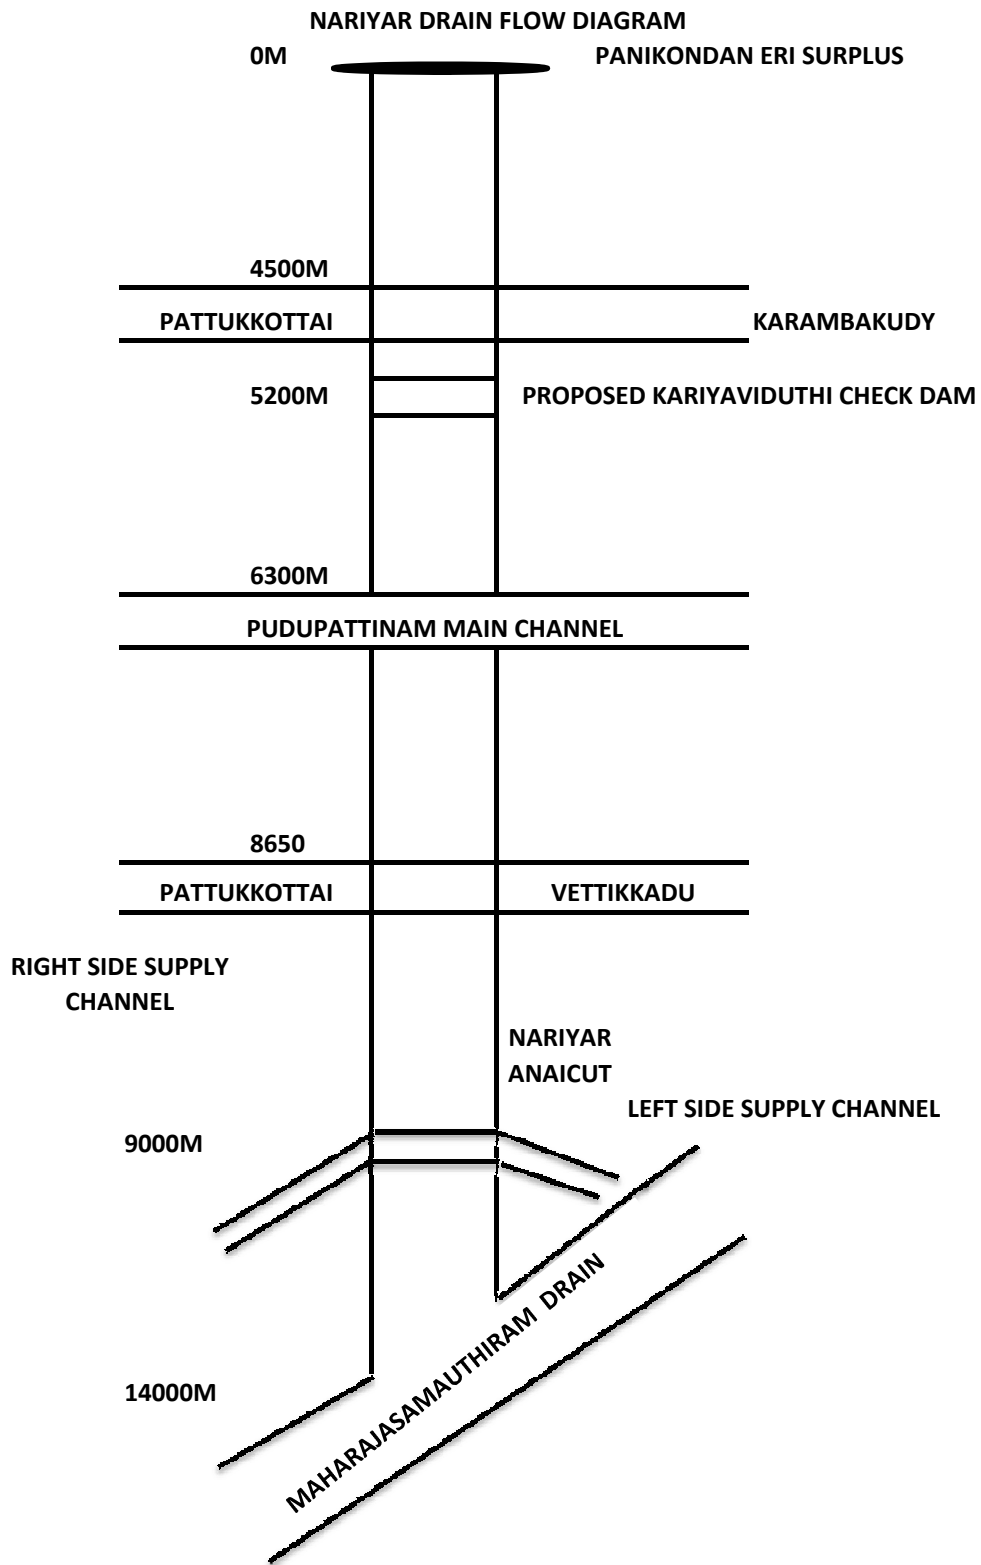 NARIYAR DRAIN FLOW DIAGRAM
0M
PANIKONDAN ERI SURPLUS
4500M
PATTUKKOTTAI
KARAMBAKUDY
5200M
PROPOSED KARIYAVIDUTHI CHECK DAM
6300M
PUDUPATTINAM MAIN CHANNEL
8650
PATTUKKOTTAI
VETTIKKADU
RIGHT SIDE SUPPLY
CHANNEL
NARIYAR
ANAICUT
LEFT SIDE SUPPLY CHANNEL
9000M
MAHARAJASAMAUTHIRAM DRAIN
14000M